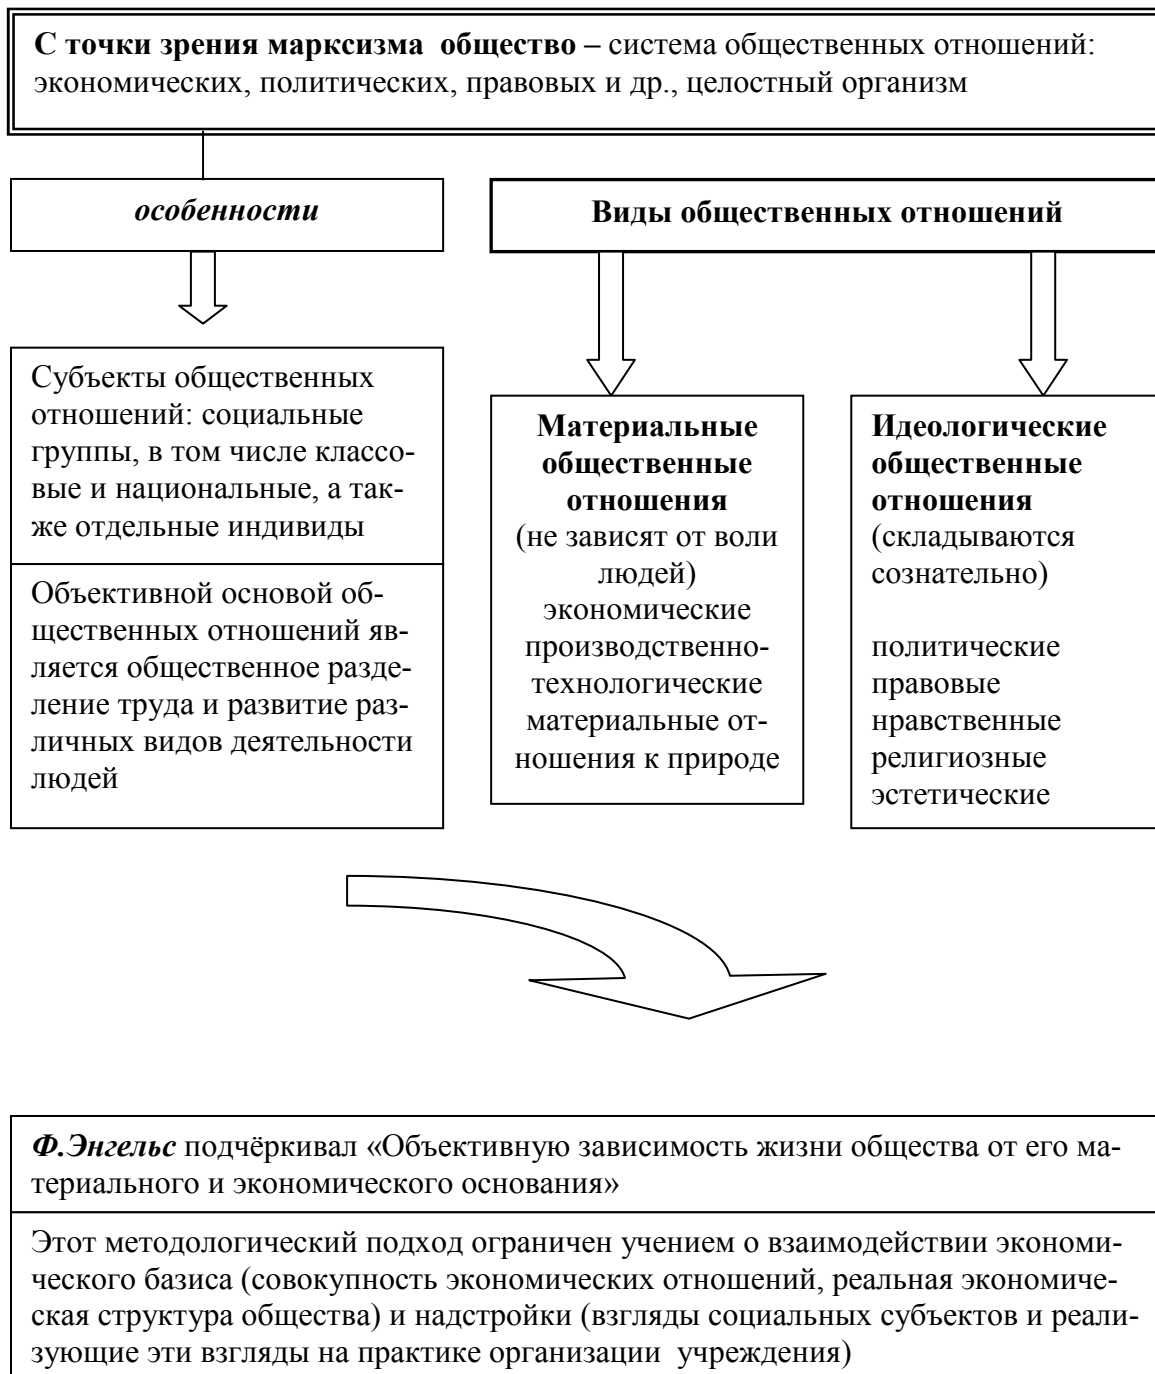 С точки зрения марксизма общество – система общественных отношений:
экономических, политических, правовых и др., целостный организм
особенности
Виды общественных отношений
Субъекты общественных
отношений: социальные
группы, в том числе классо-
вые и национальные, а так-
же отдельные индивиды
Объективной основой об-
щественных отношений яв-
ляется общественное разде-
ление труда и развитие раз-
личных видов деятельности
людей
Материальные
общественные
отношения
(не зависят от воли
людей)
экономические
производственно-
технологические
материальные от-
ношения к природе
Идеологические
общественные
отношения
(складываются
сознательно)
политические
правовые
нравственные
религиозные
эстетические
Ф.Энгельс подчёркивал «Объективную зависимость жизни общества от его ма-
териального и экономического основания»
Этот методологический подход ограничен учением о взаимодействии экономи-
ческого базиса (совокупность экономических отношений, реальная экономиче-
ская структура общества) и надстройки (взгляды социальных субъектов и реали-
зующие эти взгляды на практике организации учреждения)